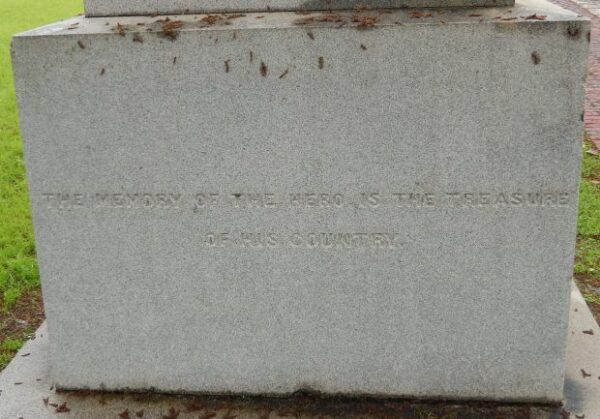 THE MEMORY OF THE HERO IS THE TREASURE
OF HIS COUNTRY.